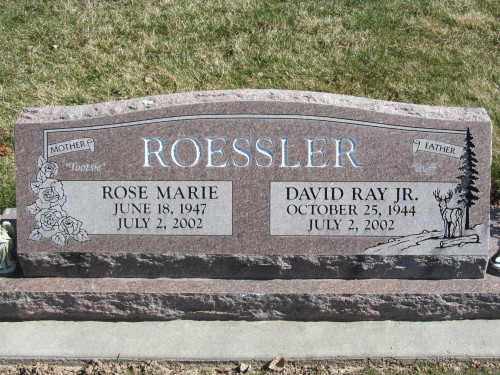 ROESSLER
MOTHER
"Tootsie"
ROSE MARIE
JUNE 18, 1947
JULY 2, 2002
FATHER
DAVID RAY JR.
OCTOBER 25, 1944
JULY 2, 2002